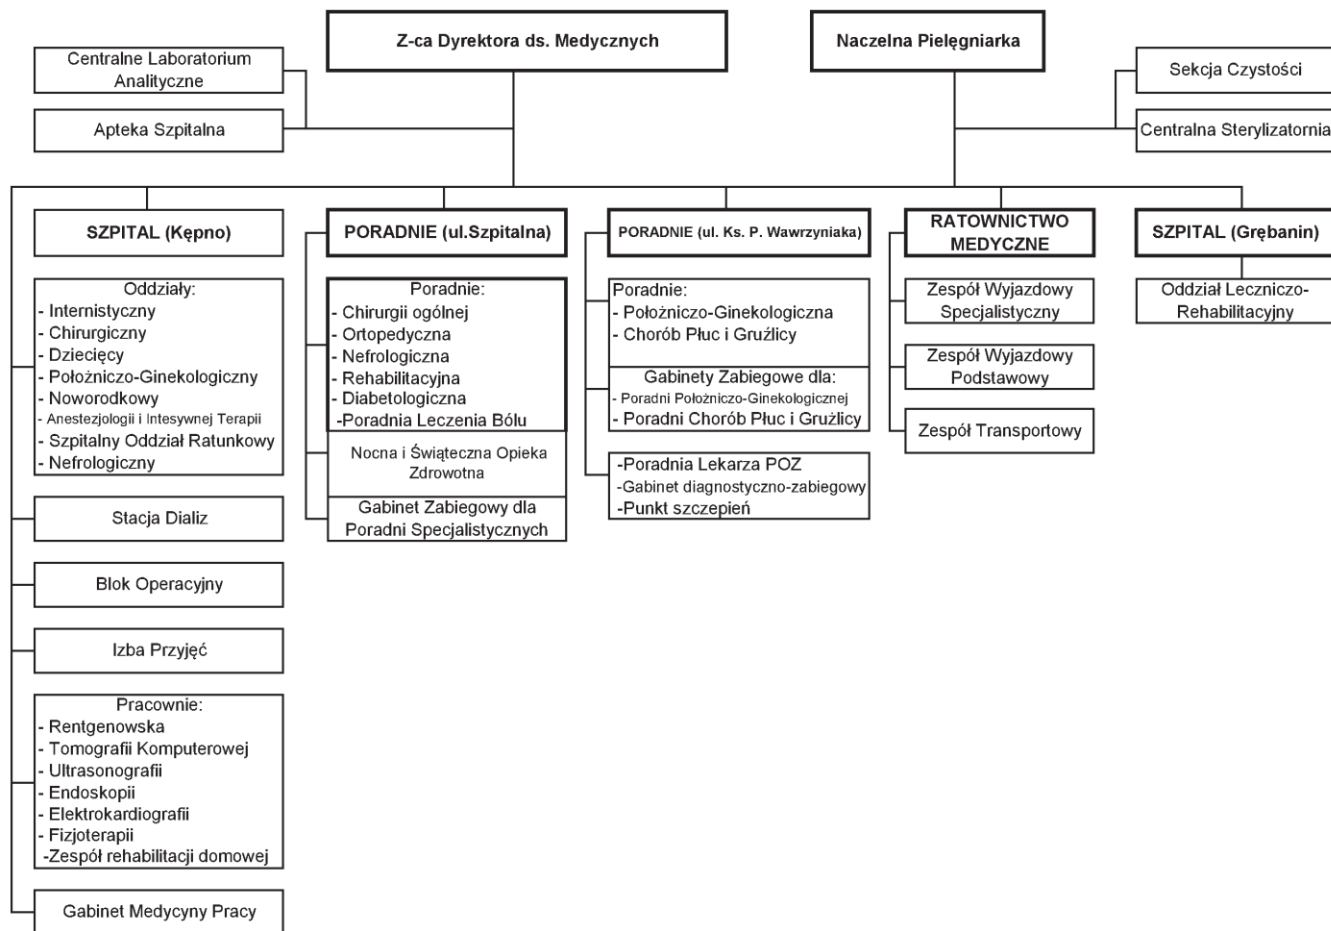 Z-ca Dyrektora ds. Medycznych
Naczelna Pielęgniarka
Centralne Laboratorium
Analityczne
Apteka Szpitalna
Sekcja Czystości
Centralna Sterylizatornia
SZPITAL (Kępno)
Oddziały:
- Internistyczny
- Chirurgiczny
- Dziecięcy
- Położniczo-Ginekologiczny
- Noworodkowy
- Anestezjologii i Intesywnej Terapii
- Szpitalny Oddział Ratunkowy
- Nefrologiczny
Stacja Dializ
Blok Operacyjny
Izba Przyjęć
Pracownie:
- Rentgenowska
- Tomografii Komputerowej
- Ultrasonografii
- Endoskopii
- Elektrokardiografii
- Fizjoterapii
-Zespół rehabilitacji domowej
Gabinet Medycyny Pracy
PORADNIE (ul.Szpitalna)
Poradnie:
- Chirurgii ogólnej
- Ortopedyczna
- Nefrologiczna
- Rehabilitacyjna
- Diabetologiczna
-Poradnia Leczenia Bólu
Nocna i Świąteczna Opieka
Zdrowotna
Gabinet Zabiegowy dla
Poradni Specjalistycznych
PORADNIE (ul. Ks. P. Wawrzyniaka)
Poradnie:
- Położniczo-Ginekologiczna
- Chorób Płuc i Gruźlicy
Gabinety Zabiegowe dla:
- Poradni Położniczo-Ginekologicznej
- Poradni Chorób Płuc i Grużlicy
-Poradnia Lekarza POZ
-Gabinet diagnostyczno-zabiegowy
-Punkt szczepień
RATOWNICTWO
MEDYCZNE
Zespół Wyjazdowy
Specjalistyczny
Zespół Wyjazdowy
Podstawowy
Zespół Transportowy
SZPITAL (Grębanin)
Oddział Leczniczo-
Rehabilitacyjny